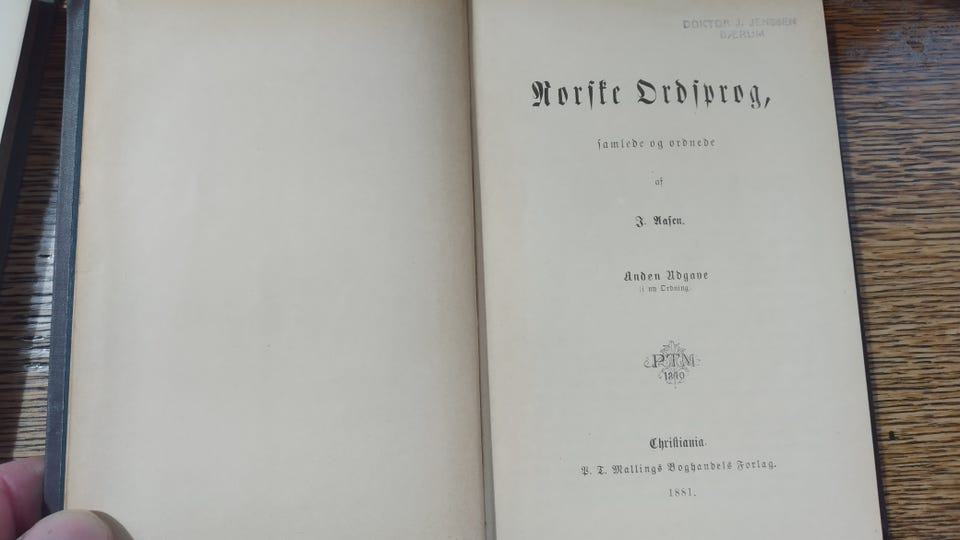 DOKTOR J. JENSSEN
BÆRUM
Norske Ordsprog,
samlede og ordnede
af
I. Aasen.
Anden Udgave
i ny Ordning.
PTM
Christiania.
P. T. Mallings Boghandels Forlag.
1881.